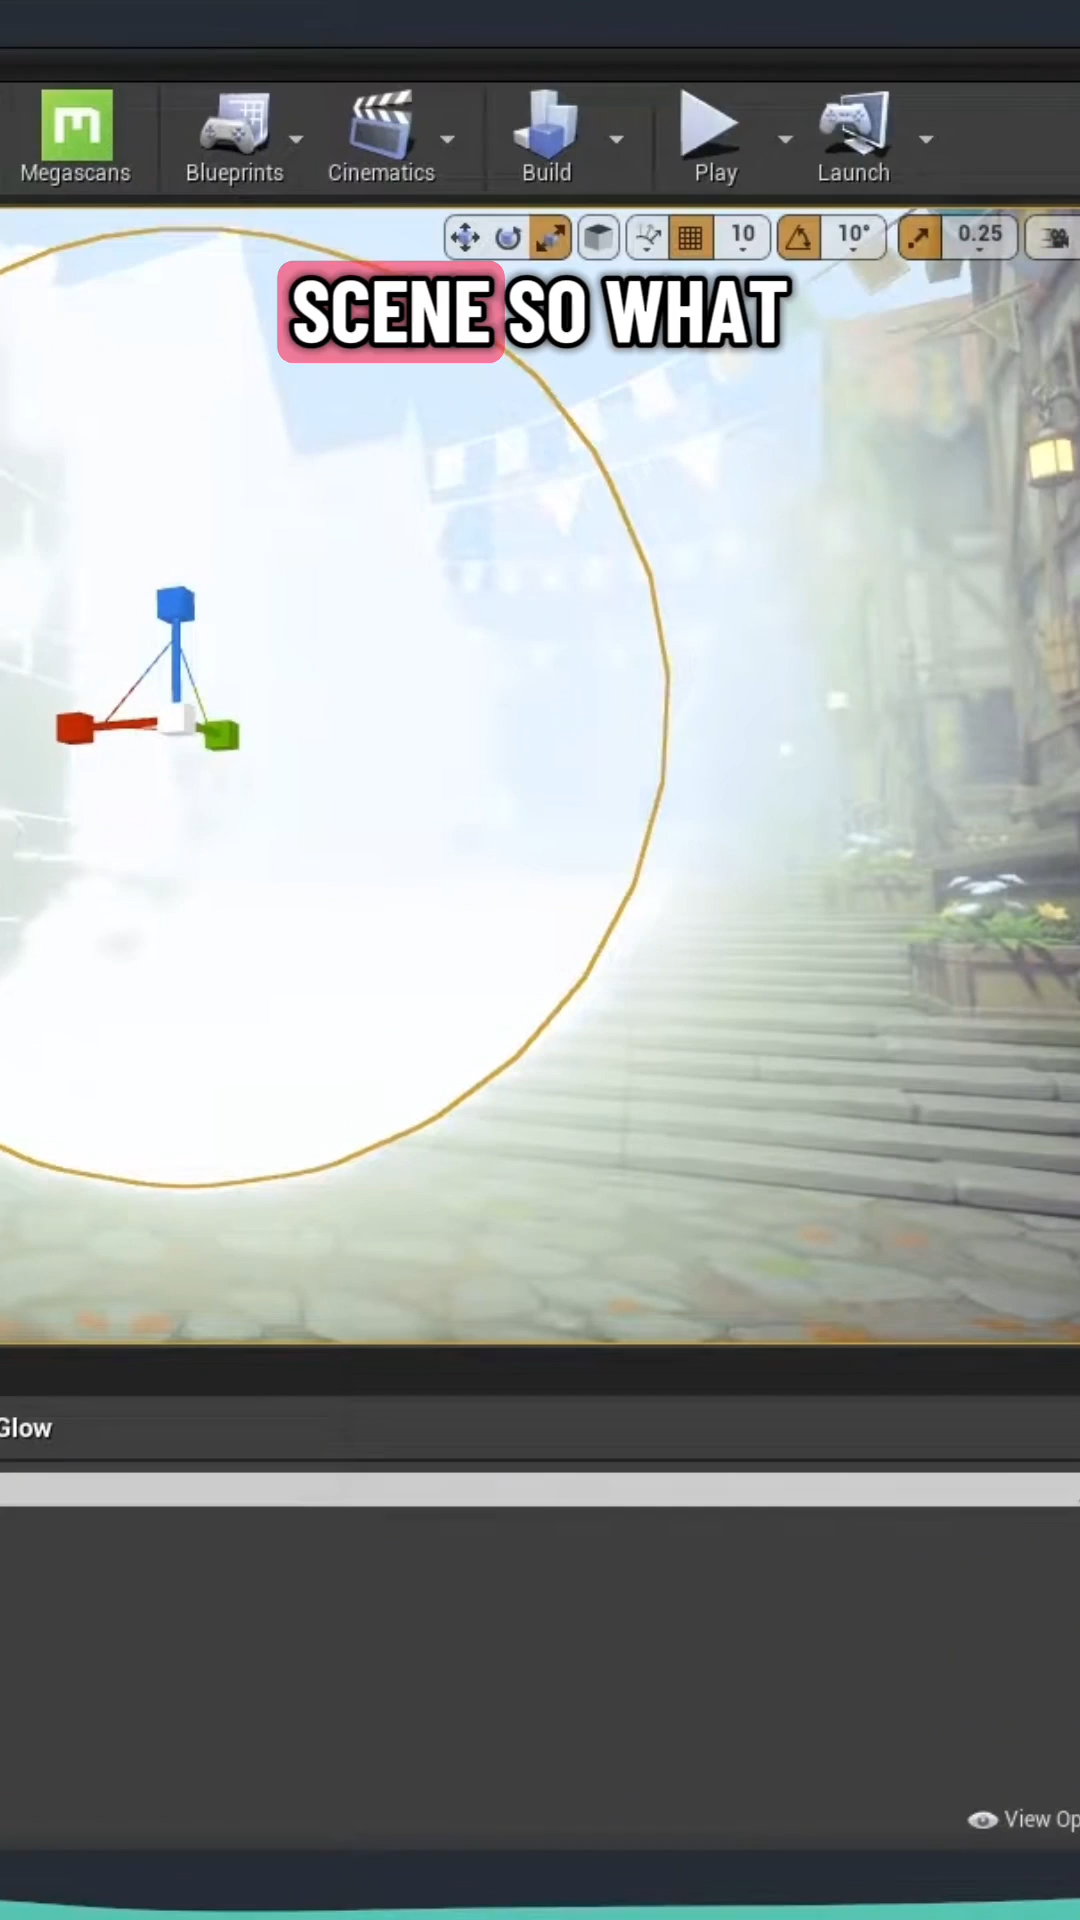 Megascans Blueprints Cinematics Build Play Launch
10 10° 0.25
SCENE SO WHAT
Glow
View Op